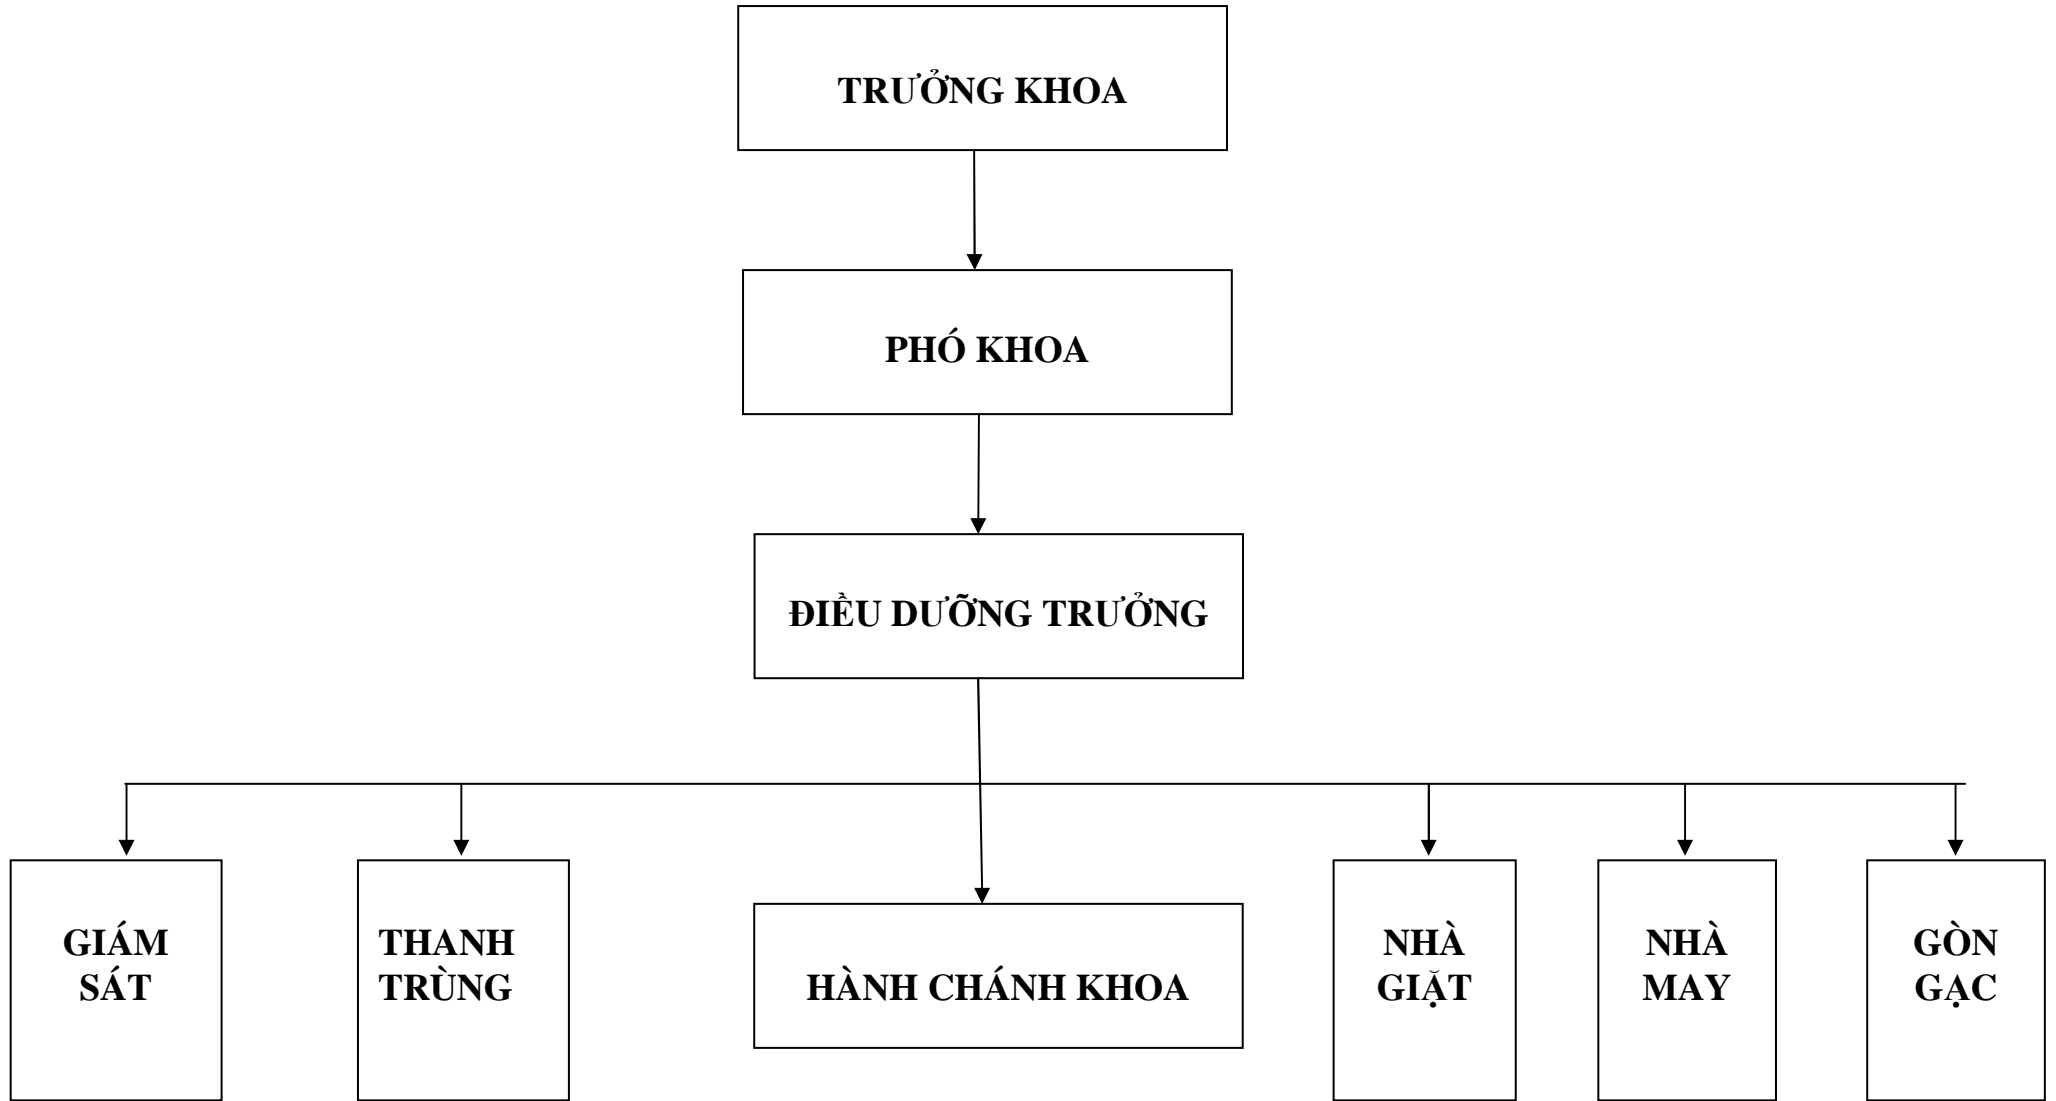 TRƯỞNG KHOA
PHÓ KHOA
ĐIỀU DƯỠNG TRƯỞNG
GIÁM
SÁT
THANH
TRÙNG
HÀNH CHÁNH KHOA
NHÀ
GIẶT
NHÀ
MAY
GÒN
GẠC